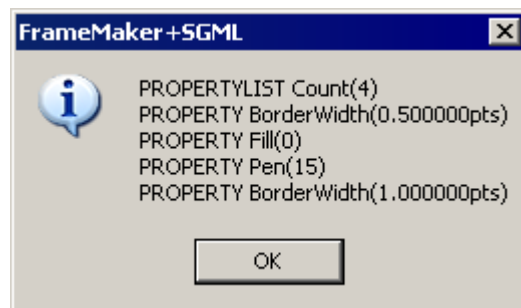 FrameMaker+SGML
PROPERTYLIST Count(4)
PROPERTY BorderWidth(0.500000pts)
PROPERTY Fill(0)
PROPERTY Pen(15)
PROPERTY BorderWidth(1.000000pts)
OK